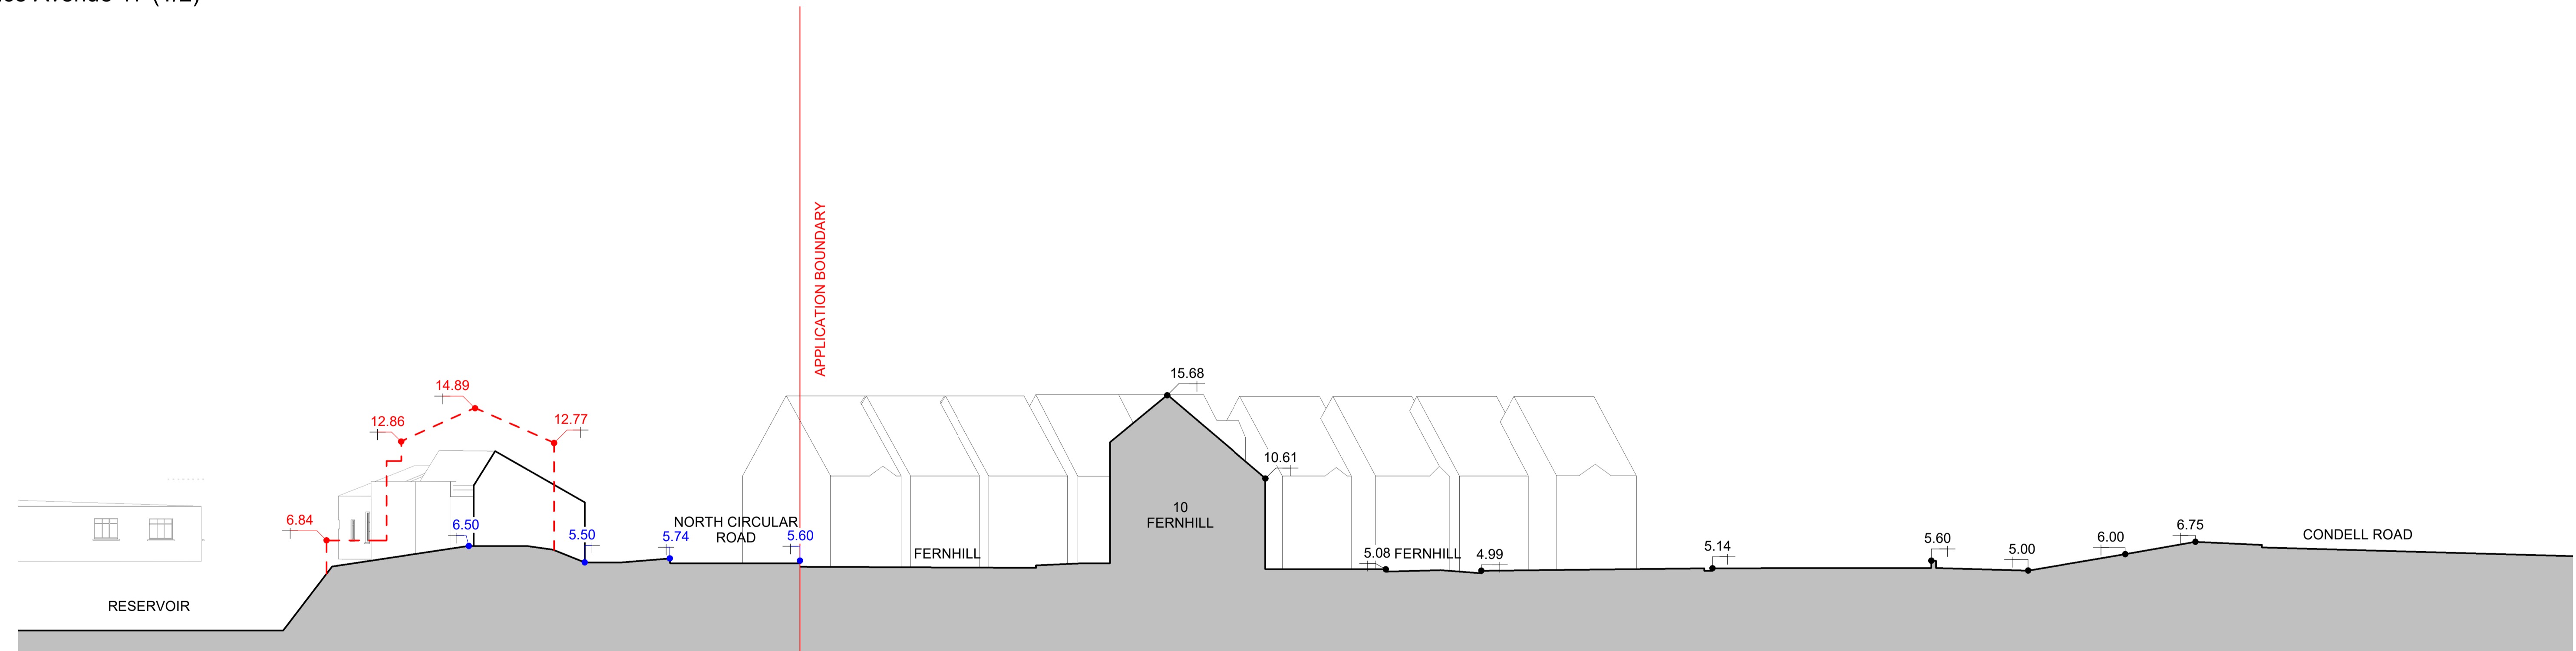 APPLICATION BOUNDARY
15.68
14.89
12.86
12.77
10.61
10
FERNHILL
6.84
6.50
5.50
NORTH CIRCULAR
ROAD
5.74
5.60
FERNHILL
5.08
FERNHILL
4.99
5.14
5.60
5.00
6.00
6.75
CONDELL ROAD
RESERVOIR